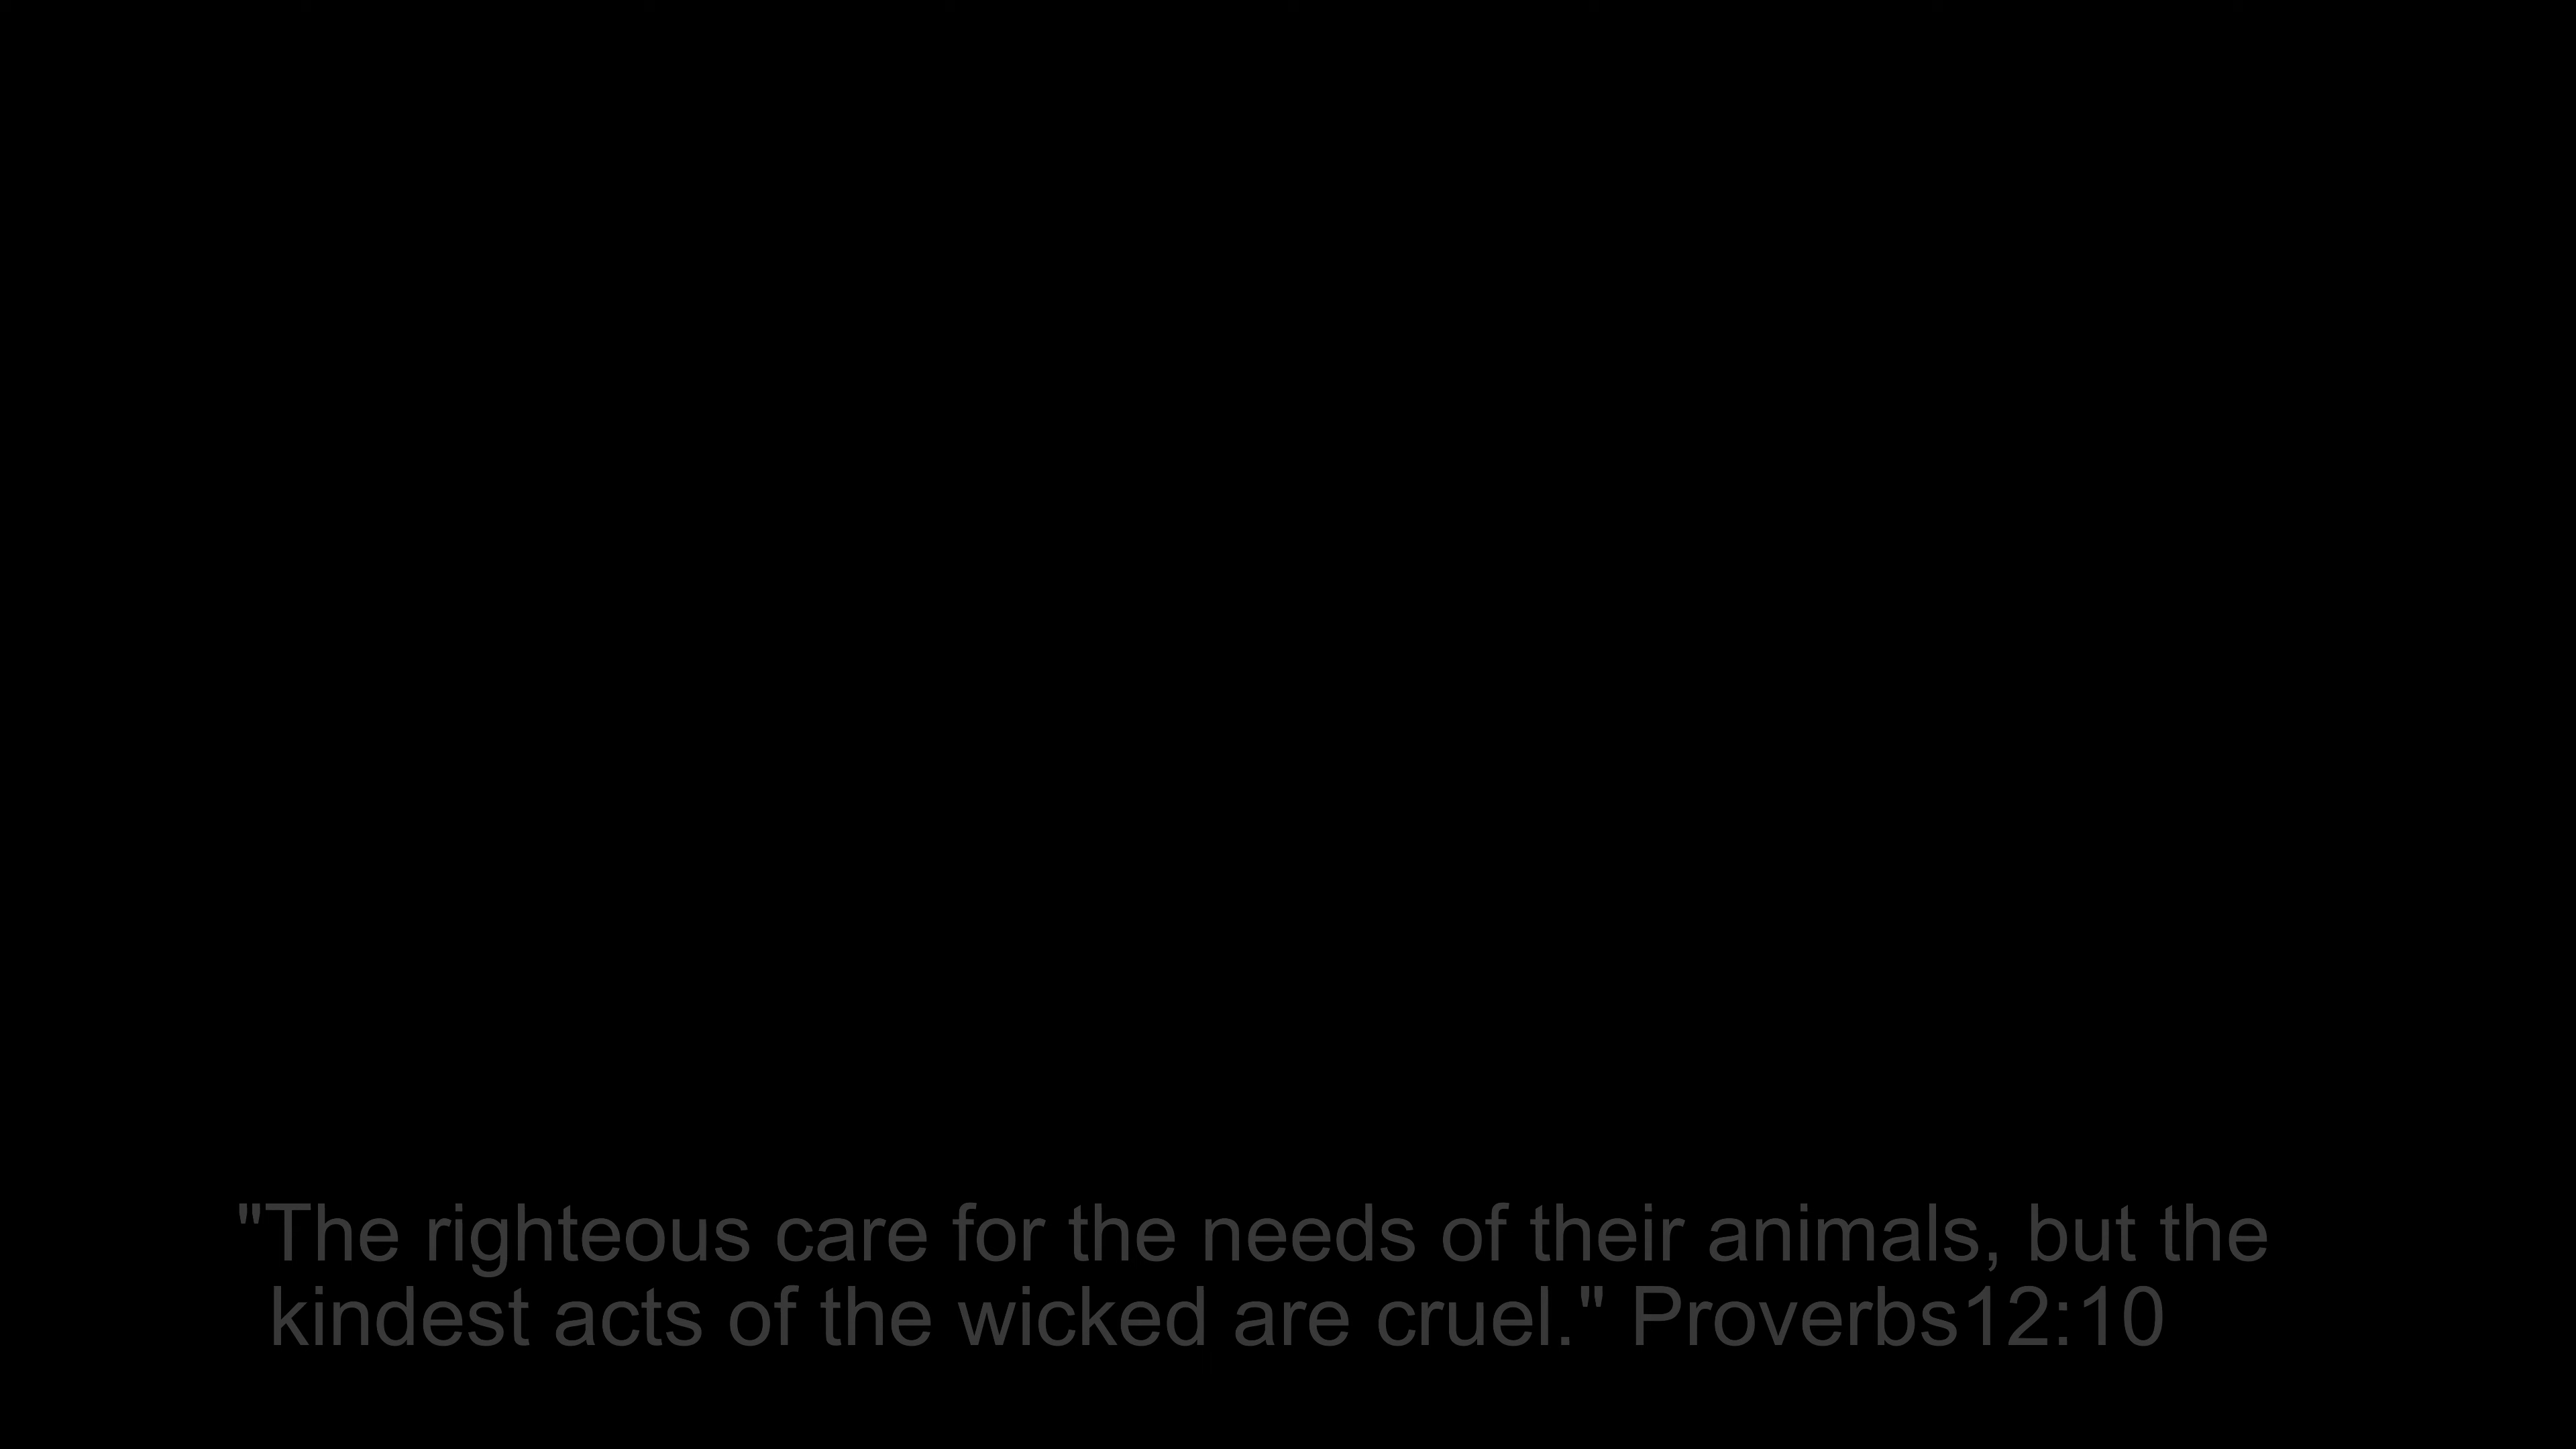 "The righteous care for the needs of their animals, but the
kindest acts of the wicked are cruel." Proverbs12:10